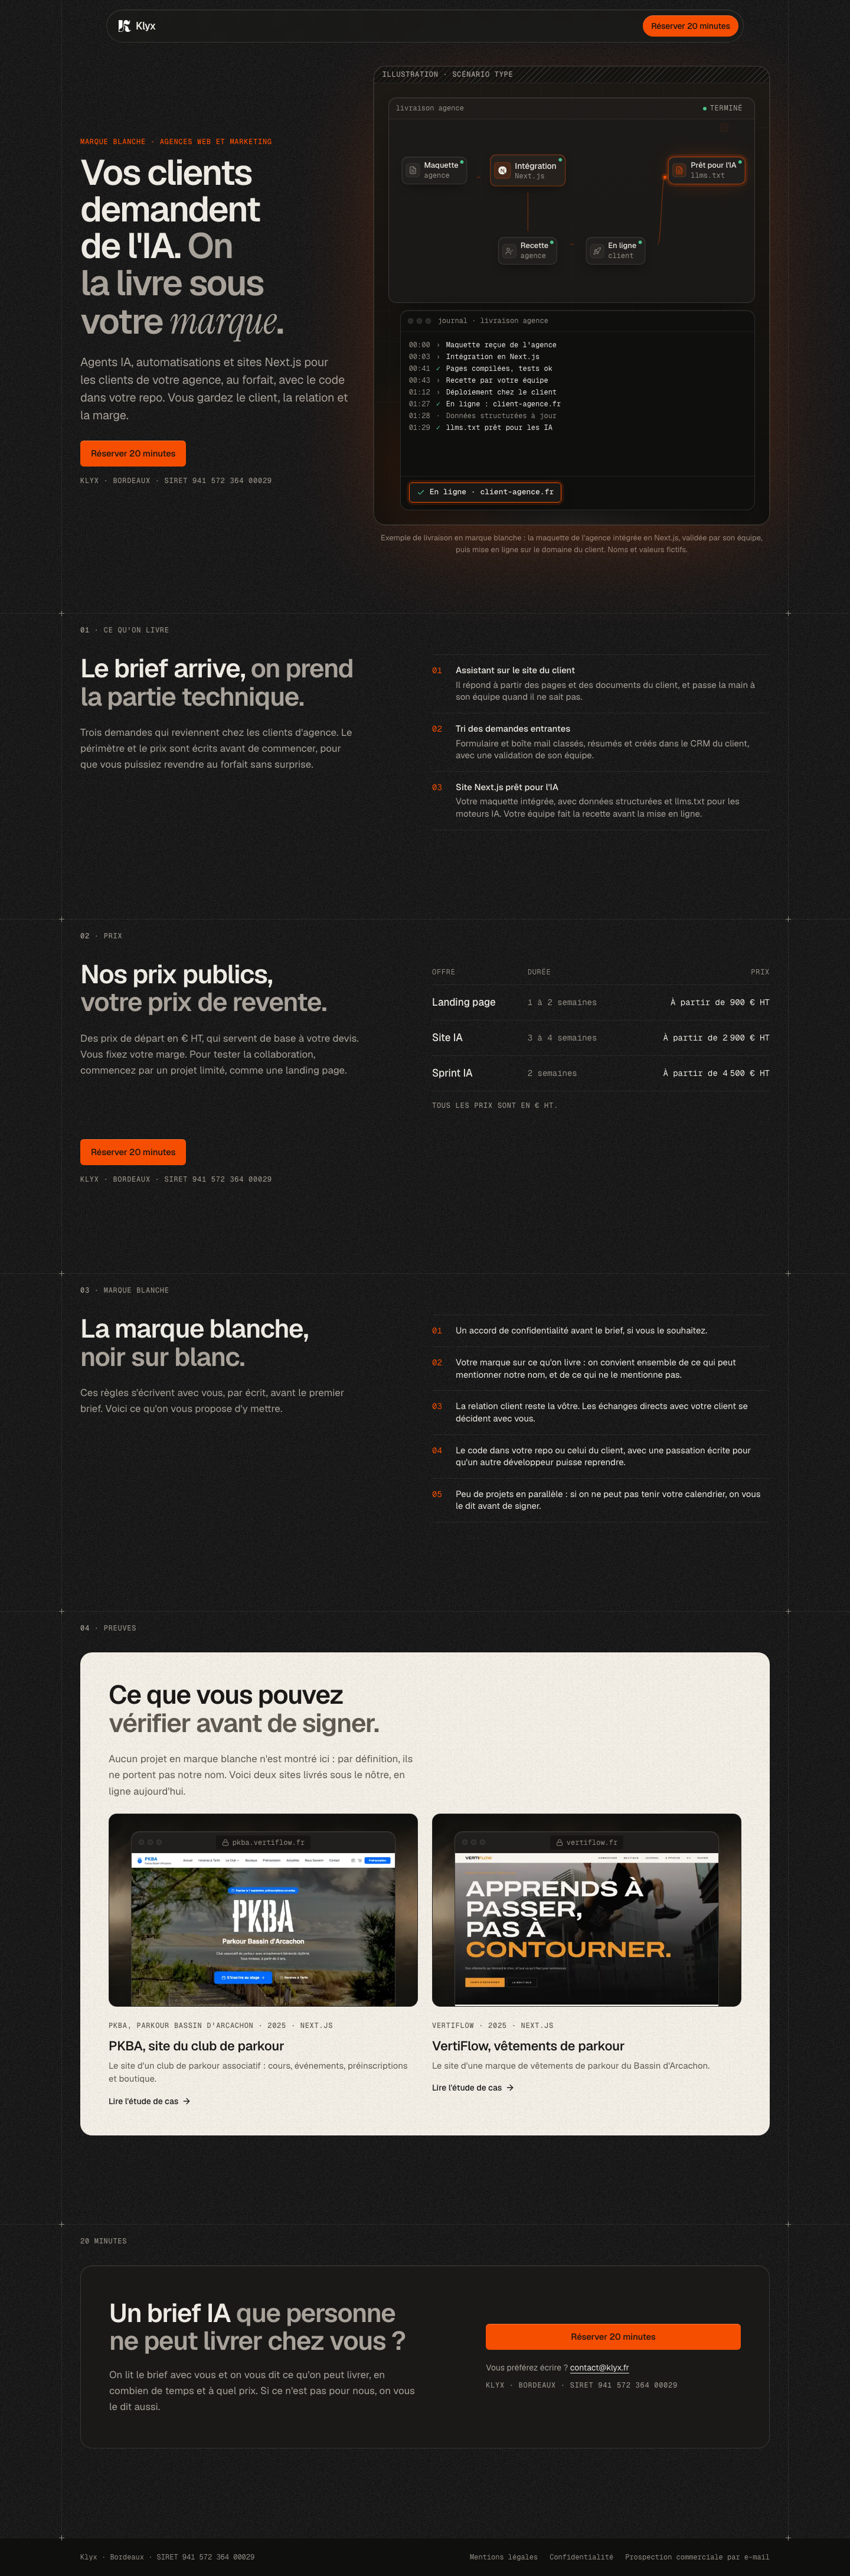 Klyx
Réserver 20 minutes
MARQUE BLANCHE · AGENCES WEB ET MARKETING
Vos clients
demandent
de l'IA. On
la livre sous
votre marque.
Agents IA, automatisations et sites Next.js pour
les clients de votre agence, au forfait, avec le code
dans votre repo. Vous gardez le client, la relation et
la marge.
Réserver 20 minutes
KLYX · BORDEAUX · SIRET 941 572 364 00029
ILLUSTRATION · SCÉNARIO TYPE
livraison agence
TERMINÉ
Maquette
agence
Intégration
Next.js
Prêt pour l'IA
llms.txt
Recette
agence
En ligne
client
journal · livraison agence
00:00 › Maquette reçue de l'agence
00:03 › Intégration en Next.js
00:41 ✓ Pages compilées, tests ok
00:43 › Recette par votre équipe
01:12 › Déploiement chez le client
01:27 ✓ En ligne : client-agence.fr
01:28 · Données structurées à jour
01:29 ✓ llms.txt prêt pour les IA
✓ En ligne · client-agence.fr
Exemple de livraison en marque blanche : la maquette de l'agence intégrée en Next.js, validée par son équipe,
puis mise en ligne sur le domaine du client. Noms et valeurs fictifs.
01 · CE QU'ON LIVRE
Le brief arrive, on prend
la partie technique.
Trois demandes qui reviennent chez les clients d'agence. Le
périmètre et le prix sont écrits avant de commencer, pour
que vous puissiez revendre au forfait sans surprise.
01 Assistant sur le site du client
Il répond à partir des pages et des documents du client, et passe la main à
son équipe quand il ne sait pas.
02 Tri des demandes entrantes
Formulaire et boîte mail classés, résumés et créés dans le CRM du client,
avec une validation de son équipe.
03 Site Next.js prêt pour l'IA
Votre maquette intégrée, avec données structurées et llms.txt pour les
moteurs IA. Votre équipe fait la recette avant la mise en ligne.
02 · PRIX
Nos prix publics,
votre prix de revente.
Des prix de départ en € HT, qui servent de base à votre devis.
Vous fixez votre marge. Pour tester la collaboration,
commencez par un projet limité, comme une landing page.
Réserver 20 minutes
KLYX · BORDEAUX · SIRET 941 572 364 00029
OFFRE DURÉE PRIX
Landing page 1 à 2 semaines À partir de 900 € HT
Site IA 3 à 4 semaines À partir de 2 900 € HT
Sprint IA 2 semaines À partir de 4 500 € HT
TOUS LES PRIX SONT EN € HT.
03 · MARQUE BLANCHE
La marque blanche,
noir sur blanc.
Ces règles s'écrivent avec vous, par écrit, avant le premier
brief. Voici ce qu'on vous propose d'y mettre.
01 Un accord de confidentialité avant le brief, si vous le souhaitez.
02 Votre marque sur ce qu'on livre : on convient ensemble de ce qui peut
mentionner notre nom, et de ce qui ne le mentionne pas.
03 La relation client reste la vôtre. Les échanges directs avec votre client se
décident avec vous.
04 Le code dans votre repo ou celui du client, avec une passation écrite pour
qu'un autre développeur puisse reprendre.
05 Peu de projets en parallèle : si on ne peut pas tenir votre calendrier, on vous
le dit avant de signer.
04 · PREUVES
Ce que vous pouvez
vérifier avant de signer.
Aucun projet en marque blanche n'est montré ici : par définition, ils
ne portent pas notre nom. Voici deux sites livrés sous le nôtre, en
ligne aujourd'hui.
pkba.vertiflow.fr
PKBA
PKBA
Parkour Bassin d'Arcachon
S'inscrire au stage
vertiflow.fr
VERTIFLOW
APPRENDS À
PASSER,
PAS À
CONTOURNER.
PKBA, PARKOUR BASSIN D'ARCACHON · 2025 · NEXT.JS
PKBA, site du club de parkour
Le site d'un club de parkour associatif : cours, événements, préinscriptions
et boutique.
Lire l'étude de cas →
VERTIFLOW · 2025 · NEXT.JS
VertiFlow, vêtements de parkour
Le site d'une marque de vêtements de parkour du Bassin d'Arcachon.
Lire l'étude de cas →
20 MINUTES
Un brief IA que personne
ne peut livrer chez vous ?
On lit le brief avec vous et on vous dit ce qu'on peut livrer, en
combien de temps et à quel prix. Si ce n'est pas pour nous, on vous
le dit aussi.
Réserver 20 minutes
Vous préférez écrire ? contact@klyx.fr
KLYX · BORDEAUX · SIRET 941 572 364 00029
Klyx · Bordeaux · SIRET 941 572 364 00029
Mentions légales Confidentialité Prospection commerciale par e-mail